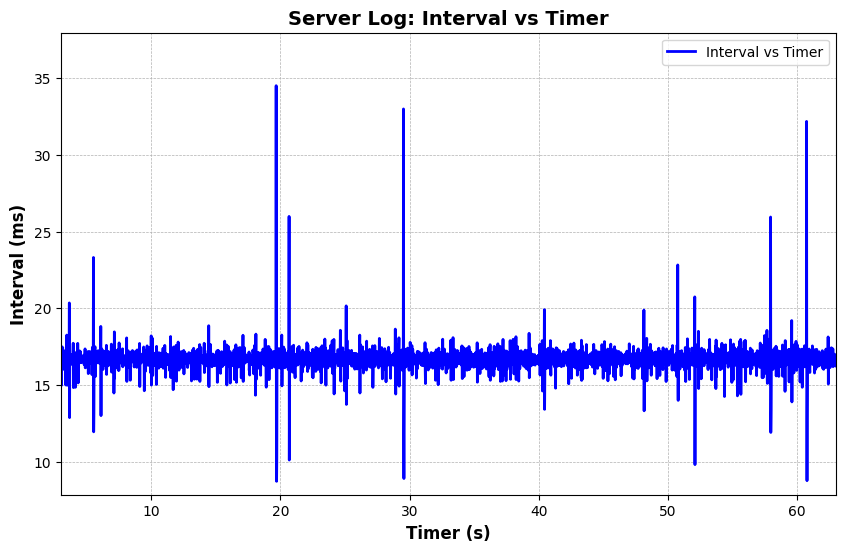 Server Log: Interval vs Timer
Interval vs Timer
35
30
25
20
15
10
Interval (ms)
10 20 30 40 50 60
Timer (s)